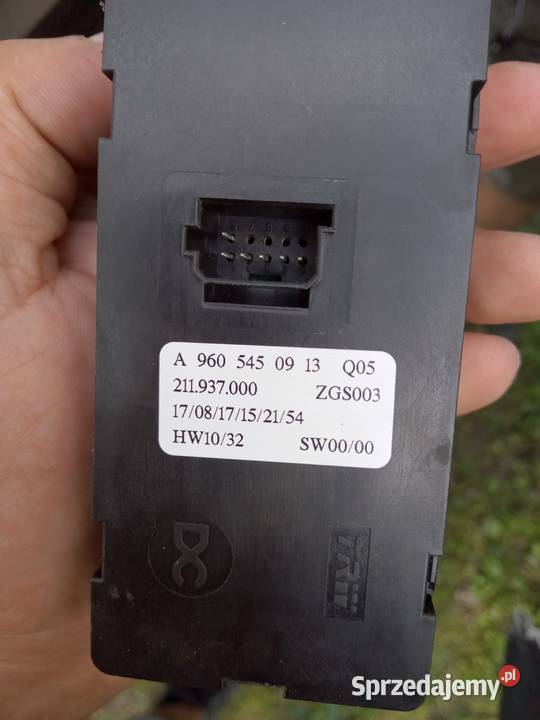 A 960 545 09 13 Q05
211.937.000 ZGS003
17/08/17/15/21/54
HW10/32 SW00/00
DC
TRW
Sprzedajemy.pl